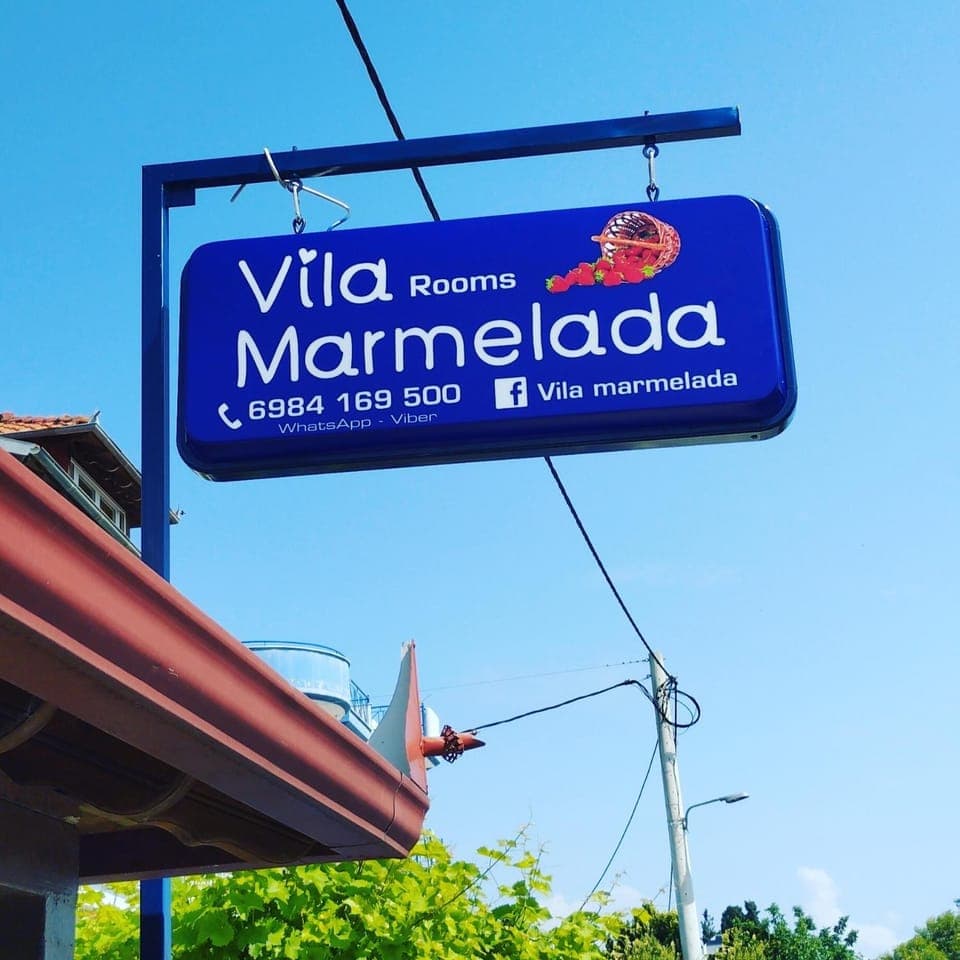 Vila Rooms
Marmelada
6984 169 500
WhatsApp - Viber
f Vila marmelada